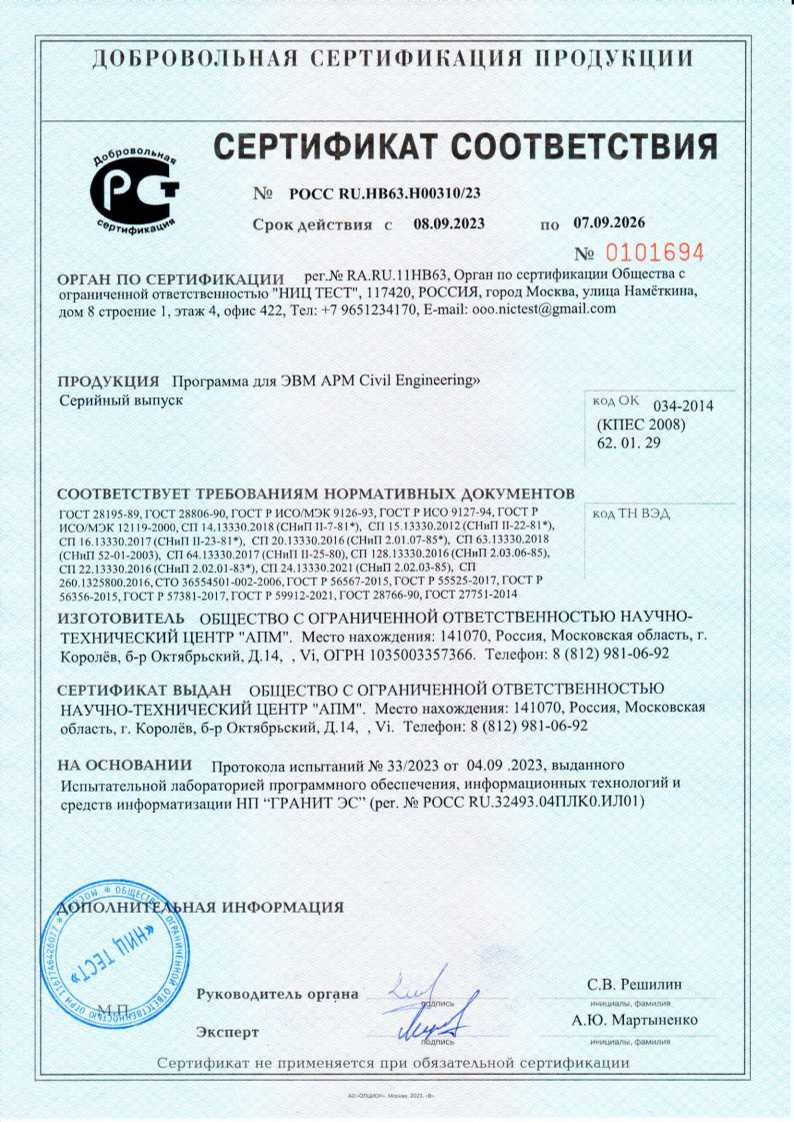 ДОБРОВОЛЬНАЯ СЕРТИФИКАЦИЯ ПРОДУКЦИИ
СЕРТИФИКАТ СООТВЕТСТВИЯ
Добровольная
РСТ
сертификация
№ РОСС RU.НВ63.Н00310/23
Срок действия с 08.09.2023 по 07.09.2026
№ 0101694
ОРГАН ПО СЕРТИФИКАЦИИ рег.№ RA.RU.11НВ63, Орган по сертификации Общества с
ограниченной ответственностью "НИЦ ТЕСТ", 117420, РОССИЯ, город Москва, улица Намёткина,
дом 8 строение 1, этаж 4, офис 422, Тел: +7 9651234170, E-mail: ooo.nictest@gmail.com
ПРОДУКЦИЯ Программа для ЭВМ АРМ Civil Engineering»
Серийный выпуск
код ОК 034-2014
(КПЕС 2008)
62. 01. 29
СООТВЕТСТВУЕТ ТРЕБОВАНИЯМ НОРМАТИВНЫХ ДОКУМЕНТОВ
ГОСТ 28195-89, ГОСТ 28806-90, ГОСТ Р ИСО/МЭК 9126-93, ГОСТ Р ИСО 9127-94, ГОСТ Р
ИСО/МЭК 12119-2000, СП 14.13330.2018 (СНиП II-7-81*), СП 15.13330.2012 (СНиП II-22-81*),
СП 16.13330.2017 (СНиП II-23-81*), СП 20.13330.2016 (СНиП 2.01.07-85*), СП 63.13330.2018
(СНиП 52-01-2003), СП 64.13330.2017 (СНиП II-25-80), СП 128.13330.2016 (СНиП 2.03.06-85),
СП 22.13330.2016 (СНиП 2.02.01-83*), СП 24.13330.2021 (СНиП 2.02.03-85), СП
260.1325800.2016, СТО 36554501-002-2006, ГОСТ Р 56567-2015, ГОСТ Р 55525-2017, ГОСТ Р
56356-2015, ГОСТ Р 57381-2017, ГОСТ Р 59912-2021, ГОСТ 28766-90, ГОСТ 27751-2014
код ТН ВЭД
ИЗГОТОВИТЕЛЬ ОБЩЕСТВО С ОГРАНИЧЕННОЙ ОТВЕТСТВЕННОСТЬЮ НАУЧНО-
ТЕХНИЧЕСКИЙ ЦЕНТР "АПМ". Место нахождения: 141070, Россия, Московская область, г.
Королёв, б-р Октябрьский, Д.14, , Vi, ОГРН 1035003357366. Телефон: 8 (812) 981-06-92
СЕРТИФИКАТ ВЫДАН ОБЩЕСТВО С ОГРАНИЧЕННОЙ ОТВЕТСТВЕННОСТЬЮ
НАУЧНО-ТЕХНИЧЕСКИЙ ЦЕНТР "АПМ". Место нахождения: 141070, Россия, Московская
область, г. Королёв, б-р Октябрьский, Д.14, , Vi. Телефон: 8 (812) 981-06-92
НА ОСНОВАНИИ Протокола испытаний № 33/2023 от 04.09 .2023, выданного
Испытательной лабораторией программного обеспечения, информационных технологий и
средств информатизации НП “ГРАНИТ ЭС” (рег. № РОСС RU.32493.04ПЛК0.ИЛ01)
ДОПОЛНИТЕЛЬНАЯ ИНФОРМАЦИЯ
«НИЦ ТЕСТ»
М.П.
Руководитель органа
подпись
С.В. Решилин
инициалы, фамилия
Эксперт
подпись
А.Ю. Мартыненко
инициалы, фамилия
Сертификат не применяется при обязательной сертификации
АО «ОПЦИОН», Москва, 2023, «В».